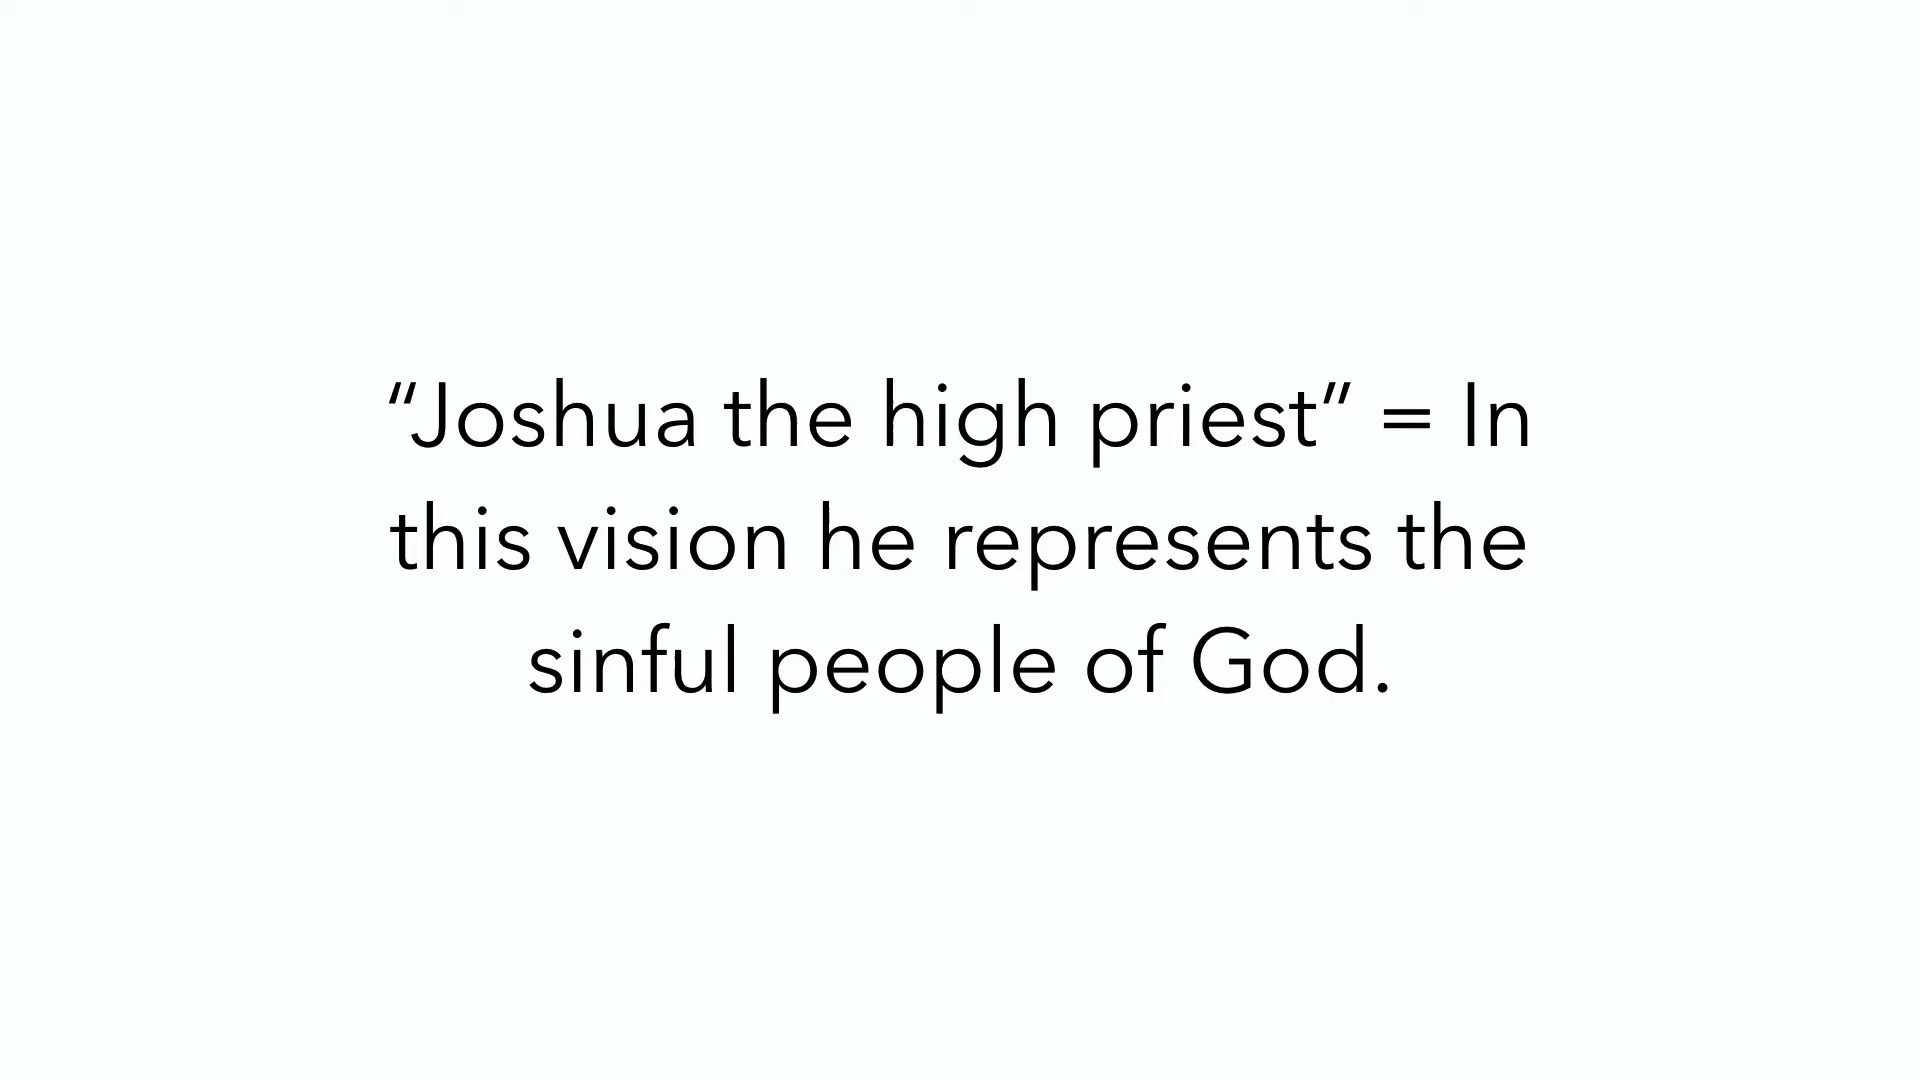 “Joshua the high priest” = In
this vision he represents the
sinful people of God.